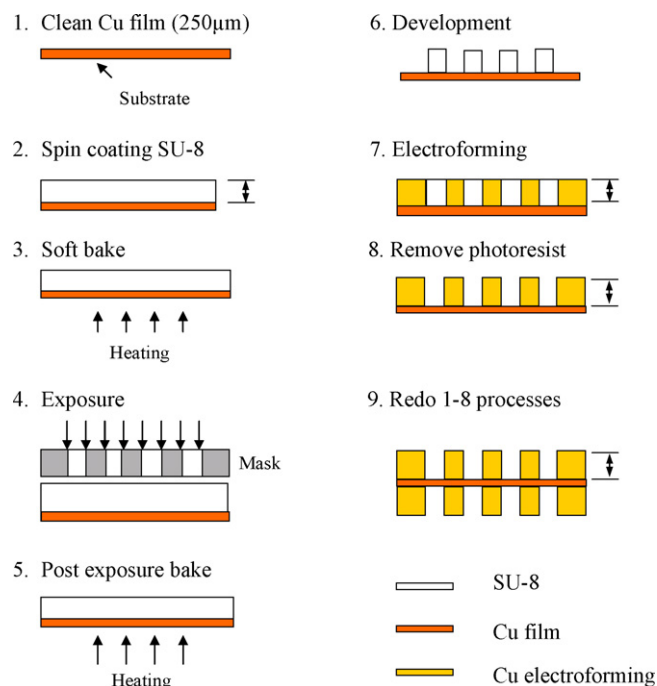 1. Clean Cu film (250µm)
Substrate
2. Spin coating SU-8
3. Soft bake
Heating
4. Exposure
Mask
5. Post exposure bake
Heating
6. Development
7. Electroforming
8. Remove photoresist
9. Redo 1-8 processes
SU-8
Cu film
Cu electroforming